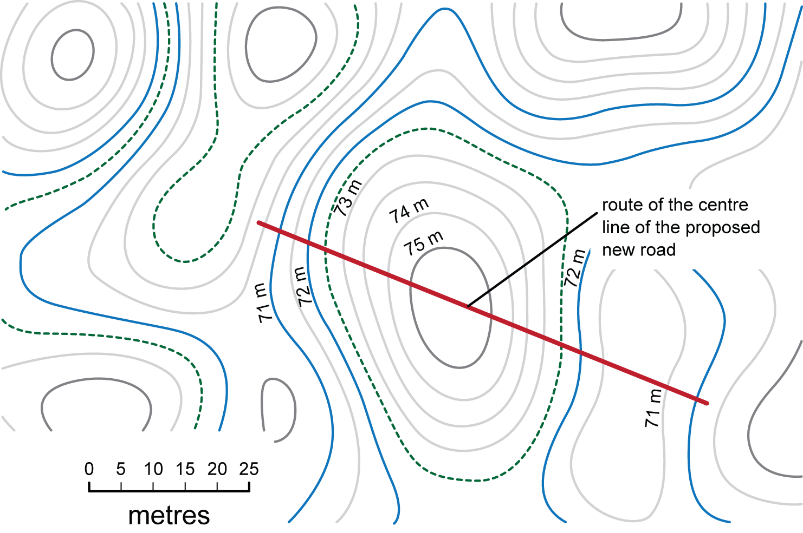 73 m
74 m
75 m
route of the centre
line of the proposed
new road
72 m
71 m
72 m
71 m
0 5 10 15 20 25
metres